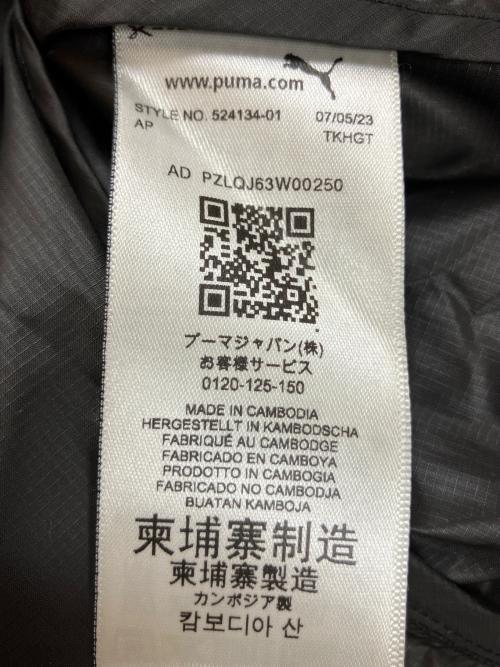 www.puma.com
STYLE NO. 524134-01 07/05/23
AP TKHGT
AD PZLQJ63W00250
プーマジャパン(株)
お客様サービス
0120-125-150
MADE IN CAMBODIA
HERGESTELLT IN KAMBODSCHA
FABRIQUÉ AU CAMBODGE
FABRICADO EN CAMBOYA
PRODOTTO IN CAMBOGIA
FABRICADO NO CAMBODJA
BUATAN KAMBOJA
柬埔寨制造
柬埔寨製造
カンボジア製
캄보디아 산